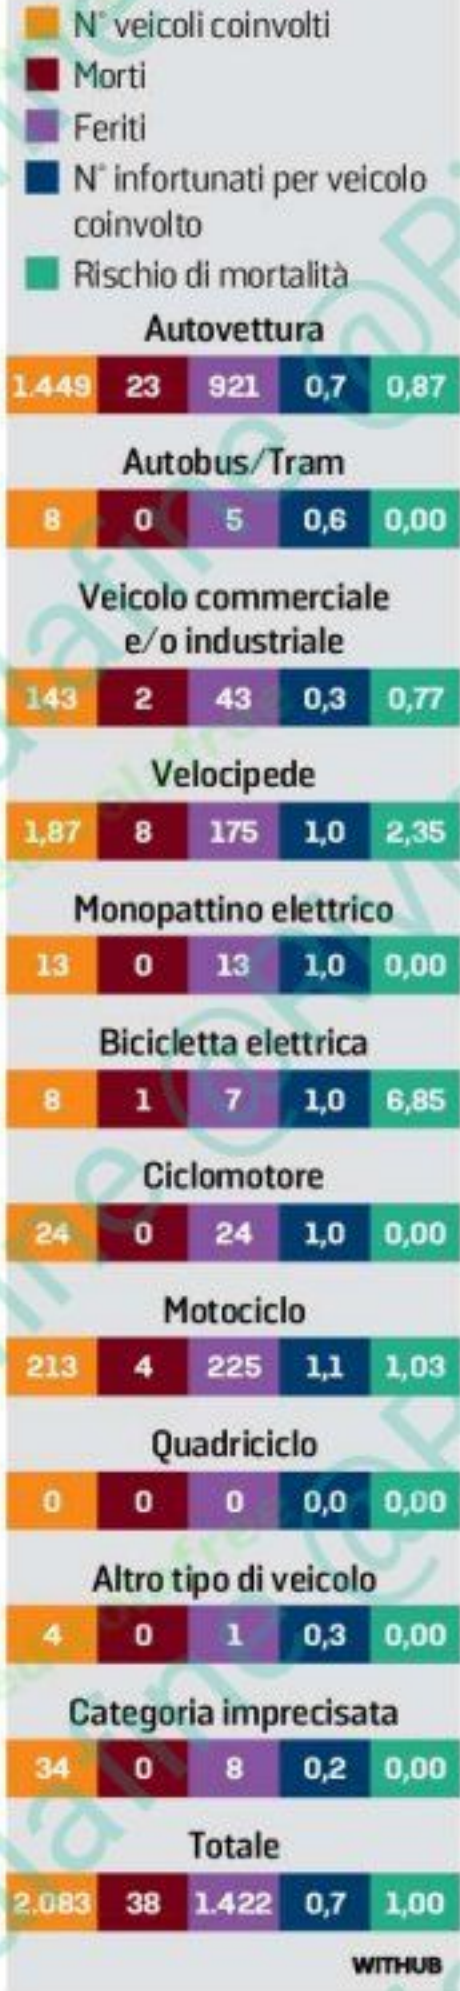 N° veicoli coinvolti
Morti
Feriti
N° infortunati per veicolo
coinvolto
Rischio di mortalità
Autovettura
1.449 23 921 0,7 0,87
Autobus/Tram
8 0 5 0,6 0,00
Veicolo commerciale
e/o industriale
143 2 43 0,3 0,77
Velocipede
1,87 8 175 1,0 2,35
Monopattino elettrico
13 0 13 1,0 0,00
Bicicletta elettrica
8 1 7 1,0 6,85
Ciclomotore
24 0 24 1,0 0,00
Motociclo
213 4 225 1,1 1,03
Quadriciclo
0 0 0 0,0 0,00
Altro tipo di veicolo
4 0 1 0,3 0,00
Categoria imprecisata
34 0 8 0,2 0,00
Totale
2.083 38 1.422 0,7 1,00
WITHUB